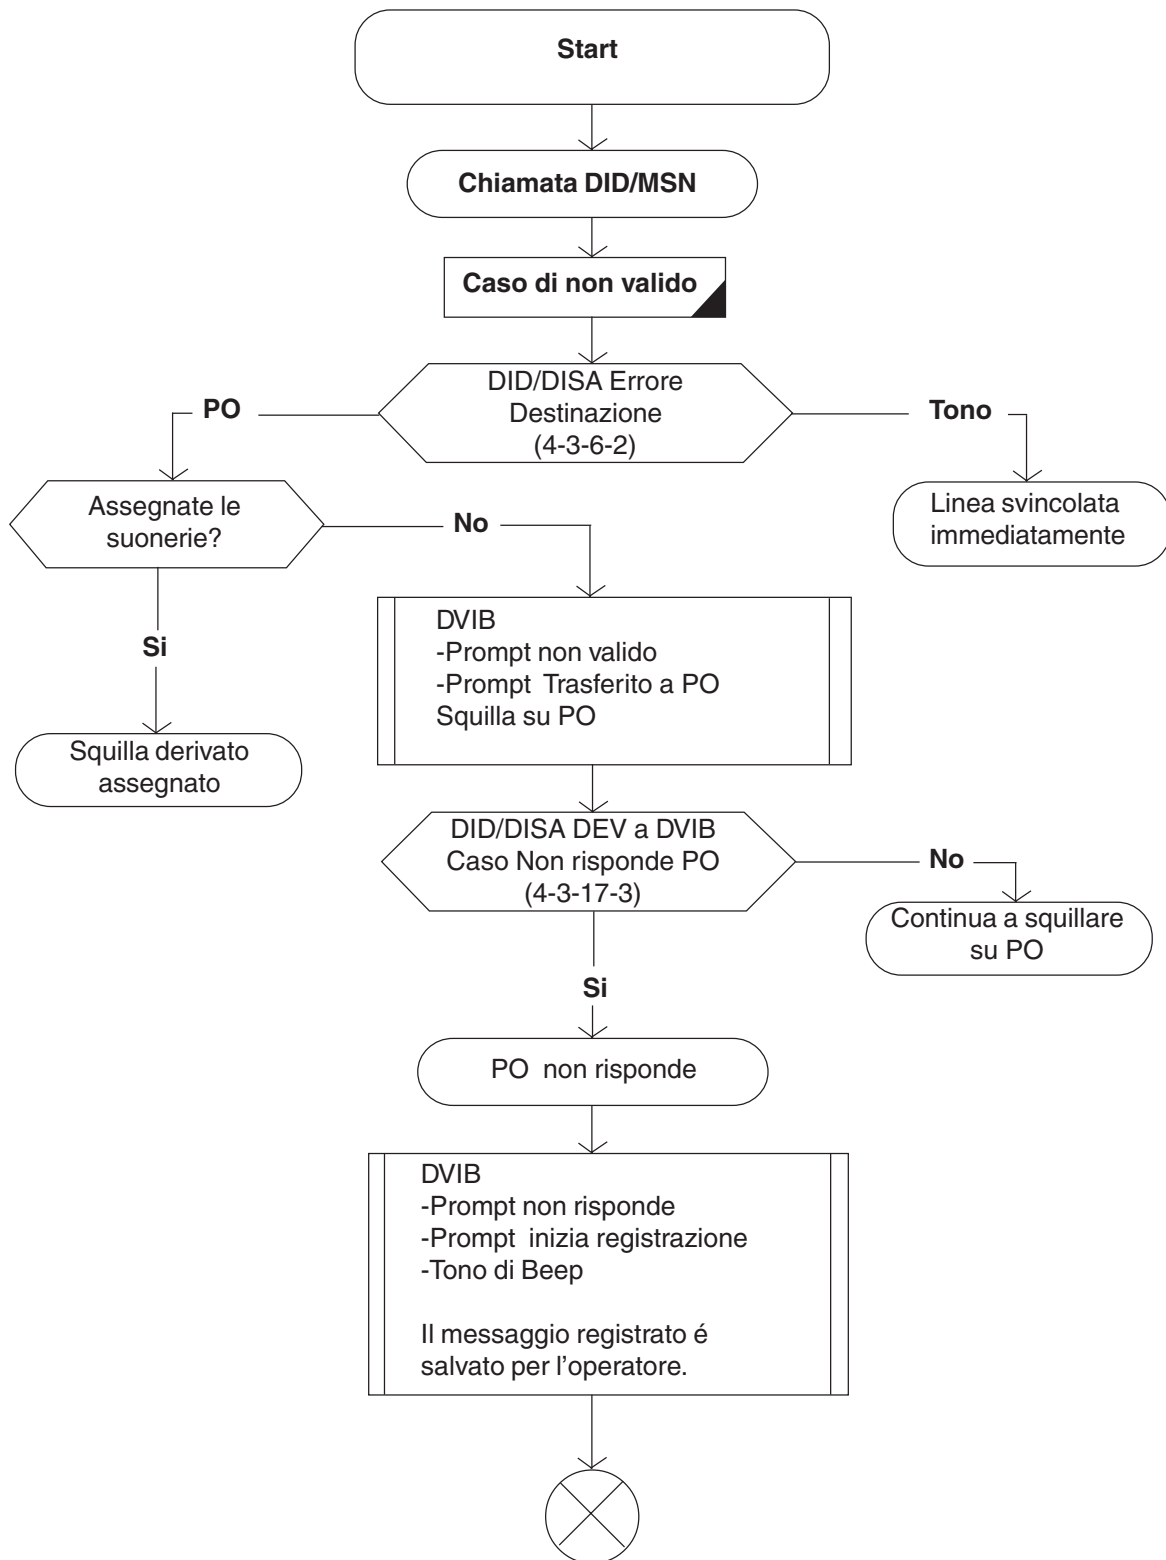 Start
Chiamata DID/MSN
Caso di non valido
DID/DISA Errore
Destinazione
(4-3-6-2)
PO
Tono
Assegnate le
suonerie?
No
Linea svincolata
immediatamente
Si
DVIB
-Prompt non valido
-Prompt  Trasferito a PO
Squilla su PO
Squilla derivato
assegnato
DID/DISA DEV a DVIB
Caso Non risponde PO
(4-3-17-3)
No
Continua a squillare
su PO
Si
PO  non risponde
DVIB
-Prompt non risponde
-Prompt  inizia registrazione
-Tono di Beep
Il messaggio registrato é
salvato per l’operatore.